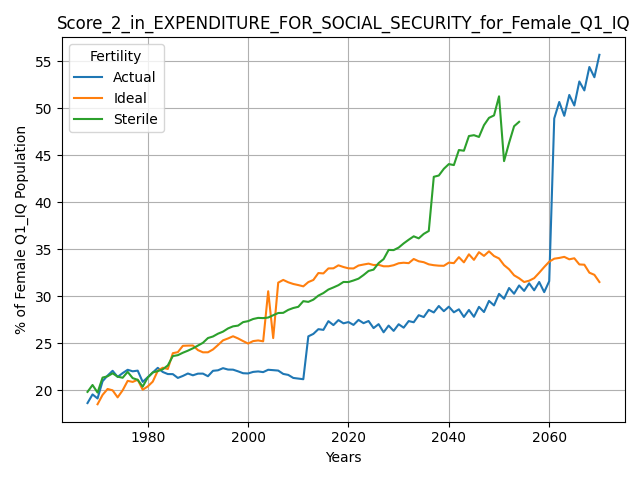 Score_2_in_EXPENDITURE_FOR_SOCIAL_SECURITY_for_Female_Q1_IQ
Fertility
Actual
Ideal
Sterile
% of Female Q1_IQ Population
55
50
45
40
35
30
25
20
1980
2000
2020
2040
2060
Years